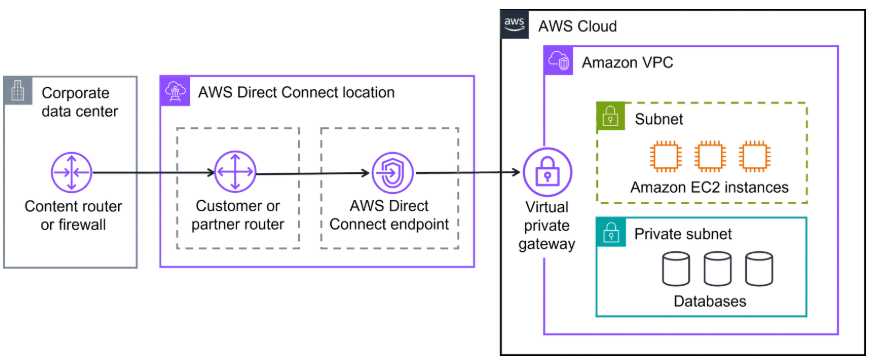 aws
AWS Cloud
Amazon VPC
Corporate
data center
AWS Direct Connect location
Subnet
Amazon EC2 instances
Content router
or firewall
Customer or
partner router
AWS Direct
Connect endpoint
Virtual
private
gateway
Private subnet
Databases